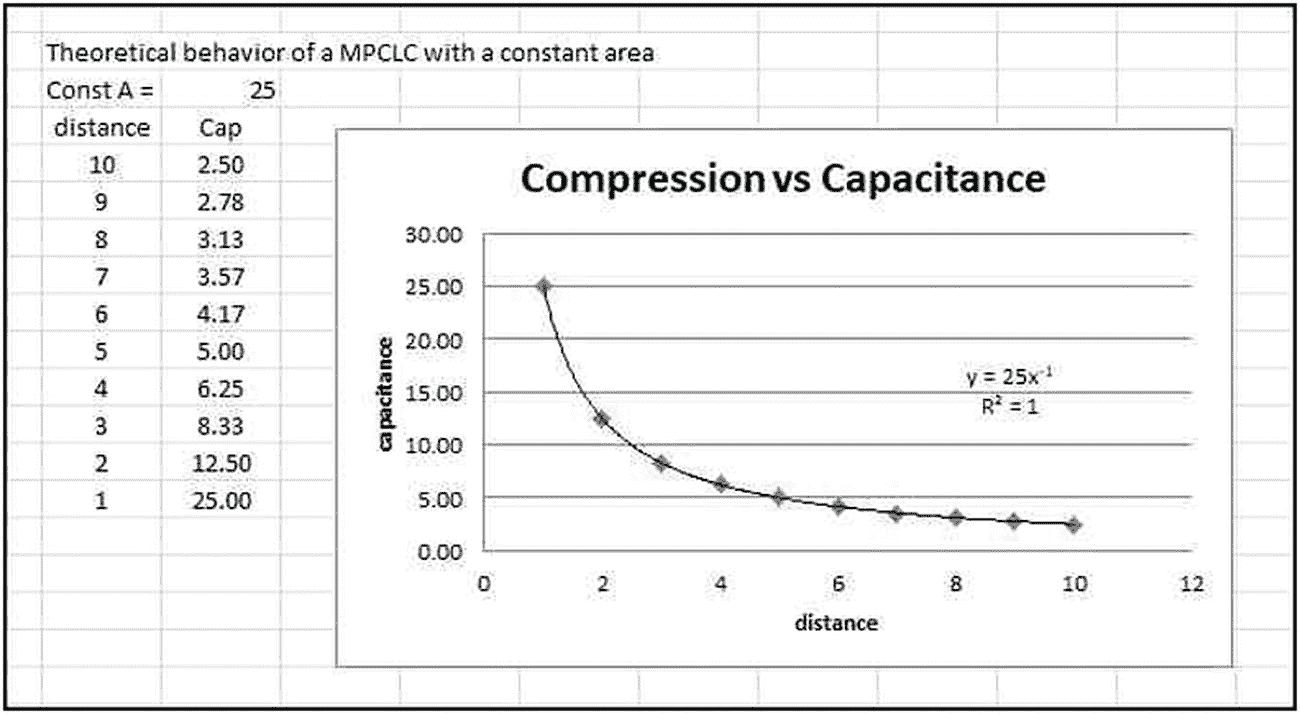 Theoretical behavior of a MPCLC with a constant area
Const A = 25
distance Cap
10 2.50
9 2.78
8 3.13
7 3.57
6 4.17
5 5.00
4 6.25
3 8.33
2 12.50
1 25.00
Compression vs Capacitance
30.00
25.00
20.00
15.00
10.00
5.00
0.00
capacitance
y = 25x⁻¹
R² = 1
0 2 4 6 8 10 12
distance